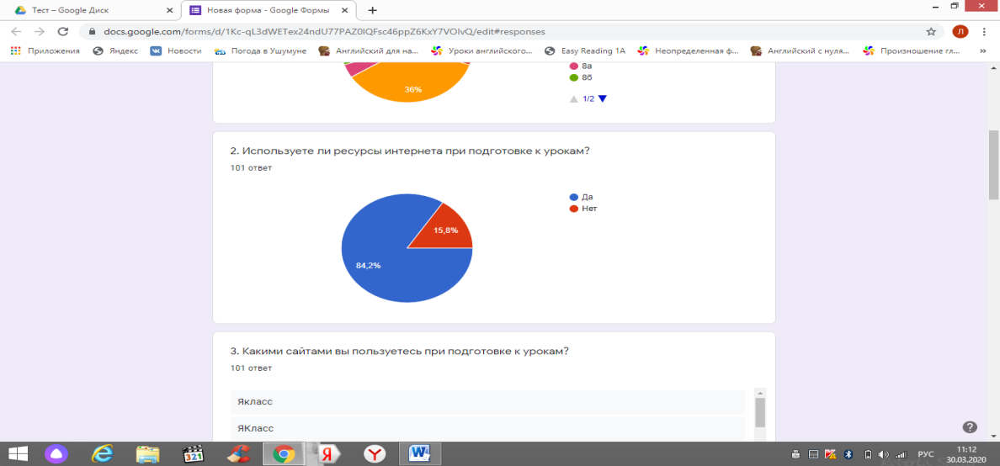 Тест – Google Диск
Новая форма - Google Формы
docs.google.com/forms/d/1Kc-qL3dWETex24ndU77PAZ0IQFsc46ppZ6KxY7VOIvQ/edit#responses
Л
Приложения Яндекс Новости Погода в Ушумуне Английский для на... Уроки английского... Easy Reading 1A Неопределенная ф... Английский с нуля... Произношение гл... »
8а
8б
36%
1/2
2. Используете ли ресурсы интернета при подготовке к урокам?
101 ответ
Да
Нет
15,8%
84,2%
3. Какими сайтами вы пользуетесь при подготовке к урокам?
101 ответ
Якласс
ЯКласс
РУС
11:12
30.03.2020